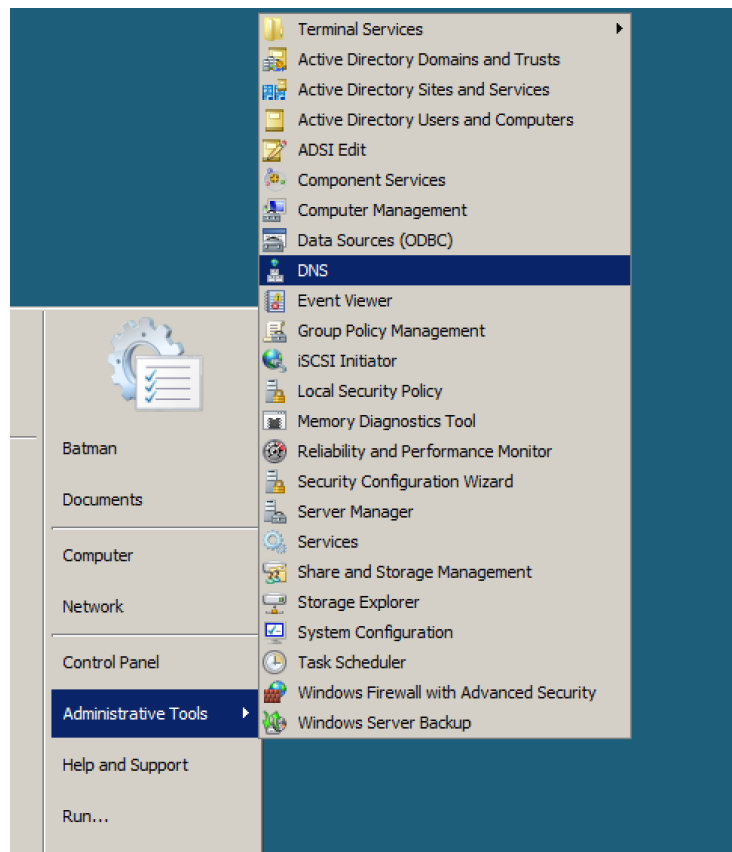 Terminal Services
Active Directory Domains and Trusts
Active Directory Sites and Services
Active Directory Users and Computers
ADSI Edit
Component Services
Computer Management
Data Sources (ODBC)
DNS
Event Viewer
Group Policy Management
iSCSI Initiator
Local Security Policy
Memory Diagnostics Tool
Reliability and Performance Monitor
Security Configuration Wizard
Server Manager
Services
Share and Storage Management
Storage Explorer
System Configuration
Task Scheduler
Windows Firewall with Advanced Security
Windows Server Backup
Batman
Documents
Computer
Network
Control Panel
Administrative Tools
Help and Support
Run...